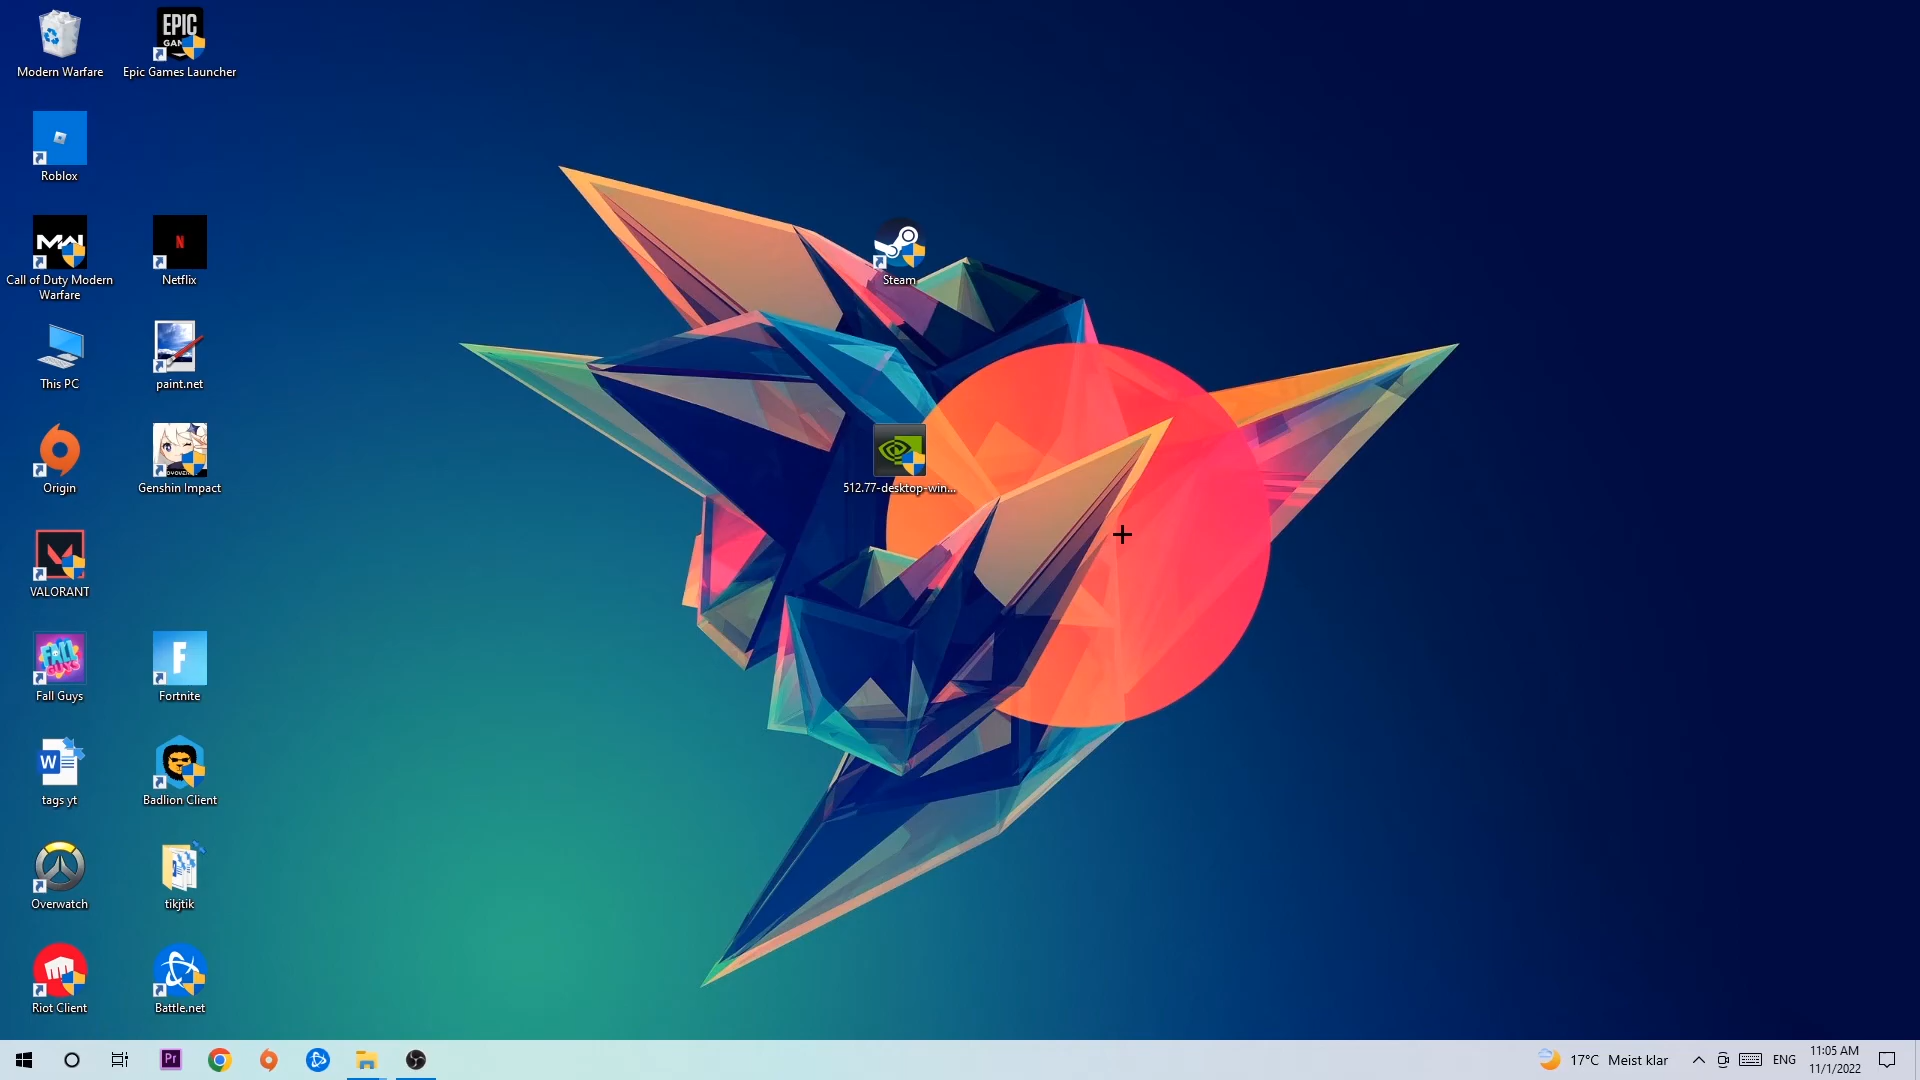 EPIC
Modern Warfare
Epic Games Launcher
Roblox
Call of Duty Modern
Warfare
Netflix
Steam
This PC
paint.net
Origin
Genshin Impact
512.77-desktop-win...
VALORANT
Fall Guys
Fortnite
tags yt
Badlion Client
Overwatch
tikjtik
Riot Client
Battle.net
Pr
17°C Meist klar
ENG
11:05 AM
11/1/2022